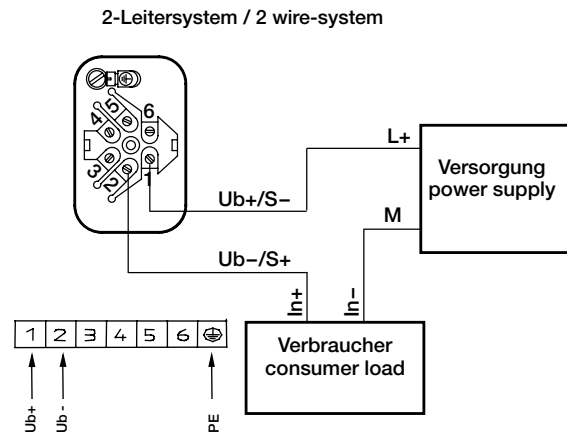 2-Leitersystem / 2 wire-system
5
6
4
3
2
1
L+
Versorgung
power supply
Ub+/S−
M
Ub−/S+
In+
In−
Verbraucher
consumer load
1 2 3 4 5 6
Ub+
Ub -
PE